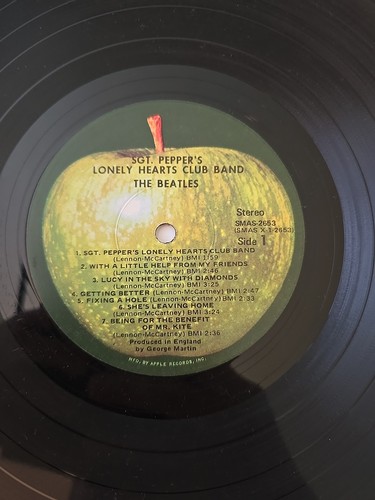 SGT. PEPPER'S
LONELY HEARTS CLUB BAND
THE BEATLES
Stereo
SMAS-2653
(SMAS X-1-2653)
Side 1
1. SGT. PEPPER'S LONELY HEARTS CLUB BAND
(Lennon-McCartney) BMI 1:59
2. WITH A LITTLE HELP FROM MY FRIENDS
(Lennon-McCartney) BMI 2:46
3. LUCY IN THE SKY WITH DIAMONDS
(Lennon-McCartney) BMI 3:25
4. GETTING BETTER (Lennon-McCartney) BMI 2:47
5. FIXING A HOLE (Lennon-McCartney) BMI 2:33
6. SHE'S LEAVING HOME
(Lennon-McCartney) BMI 3:24
7. BEING FOR THE BENEFIT
OF MR. KITE
(Lennon-McCartney) BMI 2:36
Produced in England
by George Martin
MFD. BY APPLE RECORDS, INC.